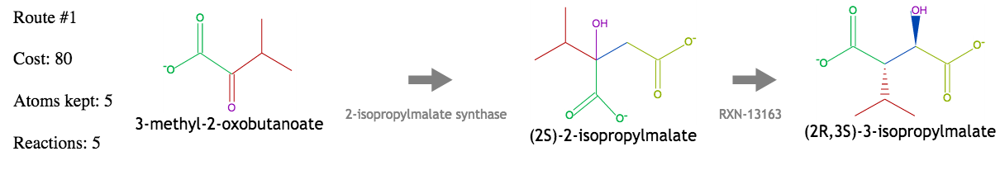 Route #1
Cost: 80
Atoms kept: 5
Reactions: 5
O
-O
O
3-methyl-2-oxobutanoate
2-isopropylmalate synthase
OH
O-
O
O
O-
(2S)-2-isopropylmalate
RXN-13163
O
OH
O-
-O
O
(2R,3S)-3-isopropylmalate